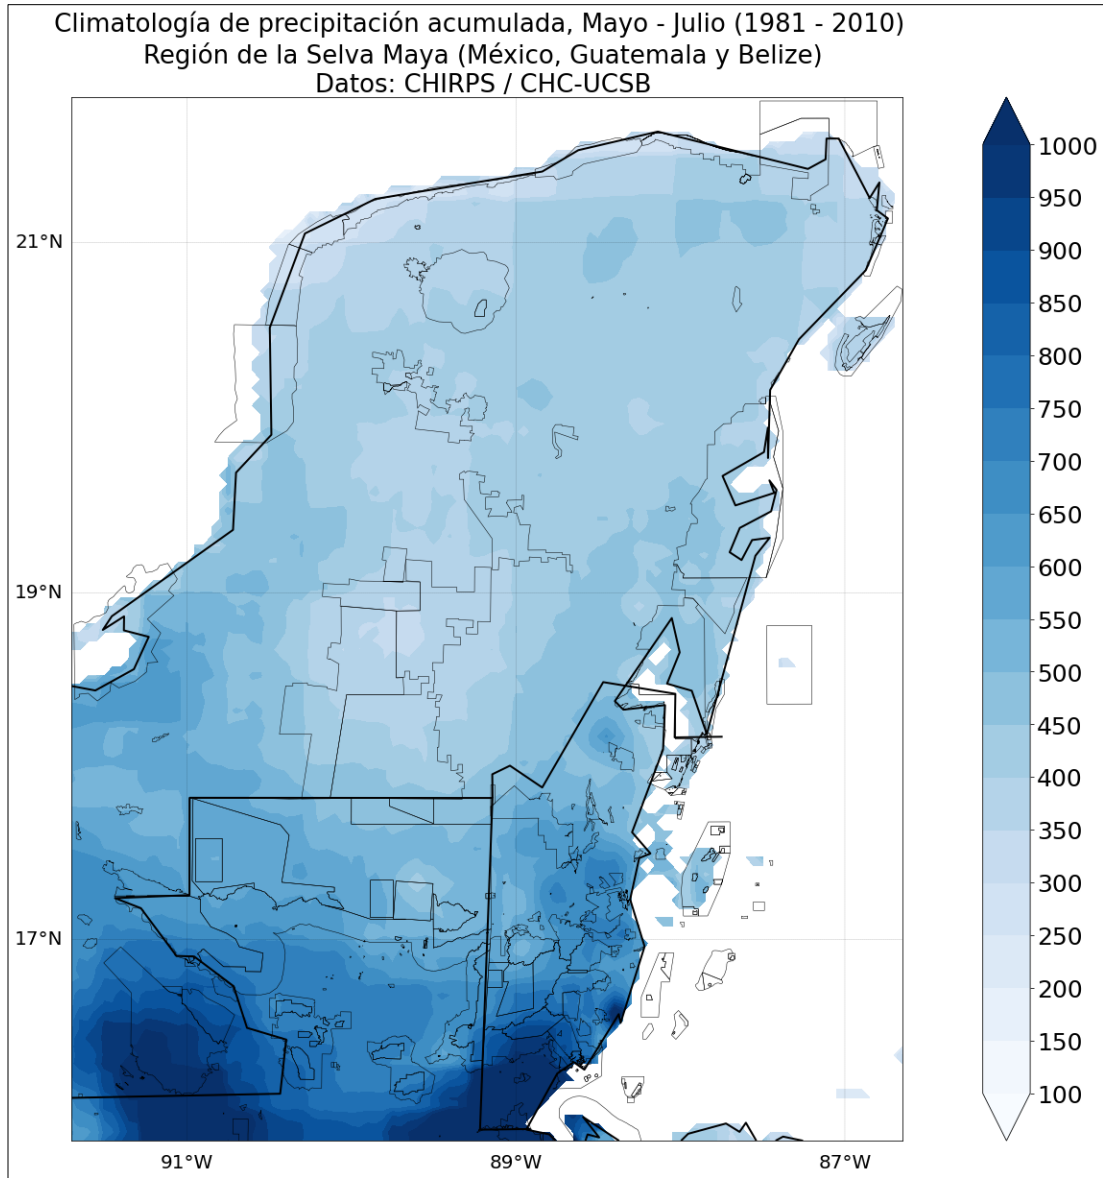 Climatología de precipitación acumulada, Mayo - Julio (1981 - 2010)
Región de la Selva Maya (México, Guatemala y Belize)
Datos: CHIRPS / CHC-UCSB
21°N
19°N
17°N
91°W
89°W
87°W
1000
950
900
850
800
750
700
650
600
550
500
450
400
350
300
250
200
150
100